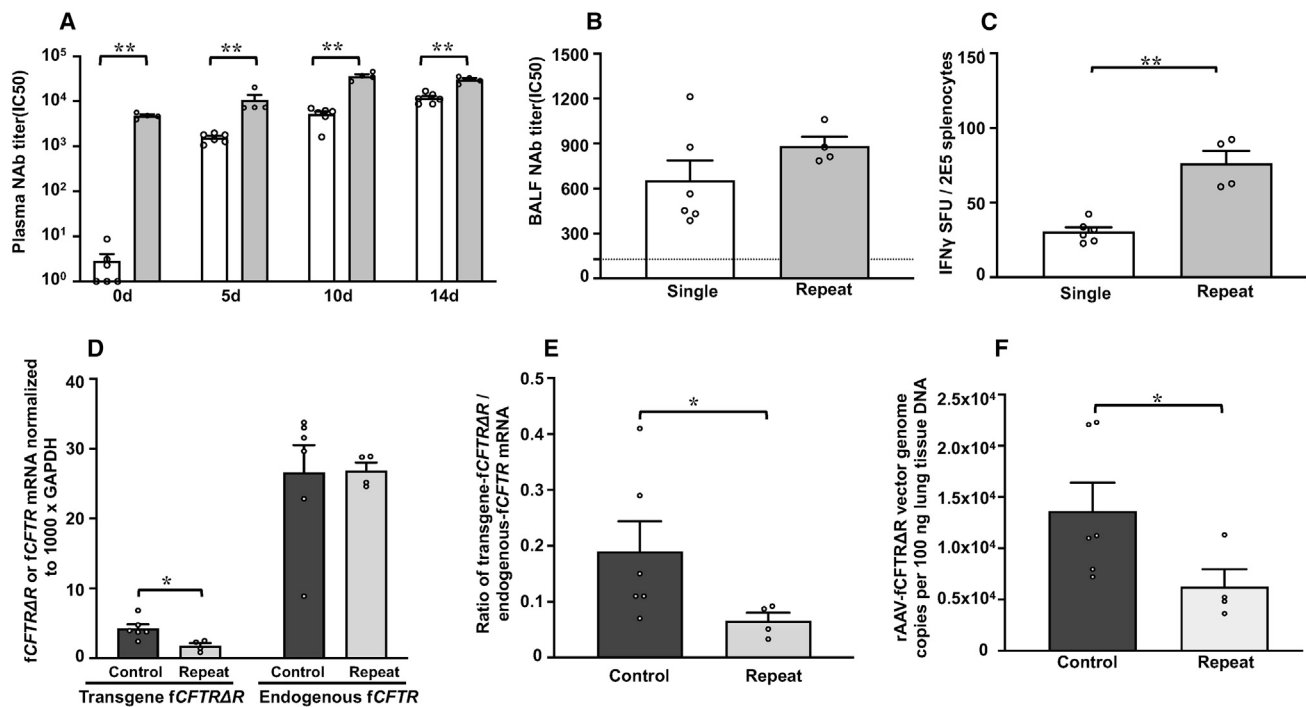 A
Plasma NAb titer(IC50)
10⁵
10⁴
10³
10²
10¹
10⁰
** ** ** **
0d 5d 10d 14d
B
BALF NAb titer(IC50)
1500
1200
900
600
300
0
Single Repeat
C
IFNγ SFU / 2E5 splenocytes
150
100
50
0
**
Single Repeat
D
fCFTRΔR or fCFTR mRNA normalized
to 1000 x GAPDH
40
30
20
10
0
*
Control Repeat Control Repeat
Transgene fCFTRΔR Endogenous fCFTR
E
Ratio of transgene-fCFTRΔR /
endogenous-fCFTR mRNA
0.5
0.4
0.3
0.2
0.1
0
*
Control Repeat
F
rAAV-fCFTRΔR vector genome
copies per 100 ng lung tissue DNA
2.5x10⁴
2.0x10⁴
1.5x10⁴
1.0x10⁴
0.5x10⁴
0
*
Control Repeat